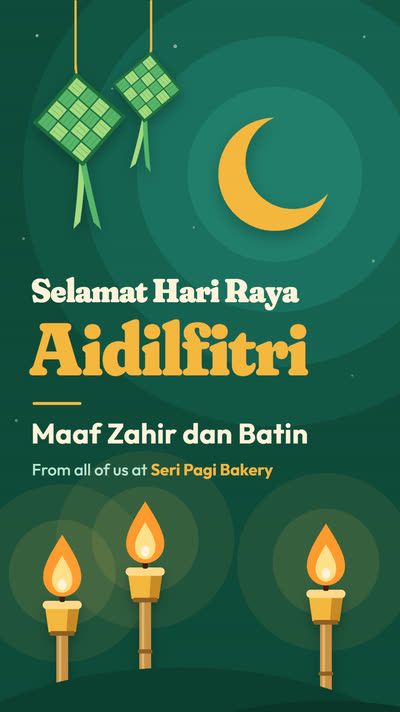 Selamat Hari Raya
Aidilfitri
Maaf Zahir dan Batin
From all of us at Seri Pagi Bakery